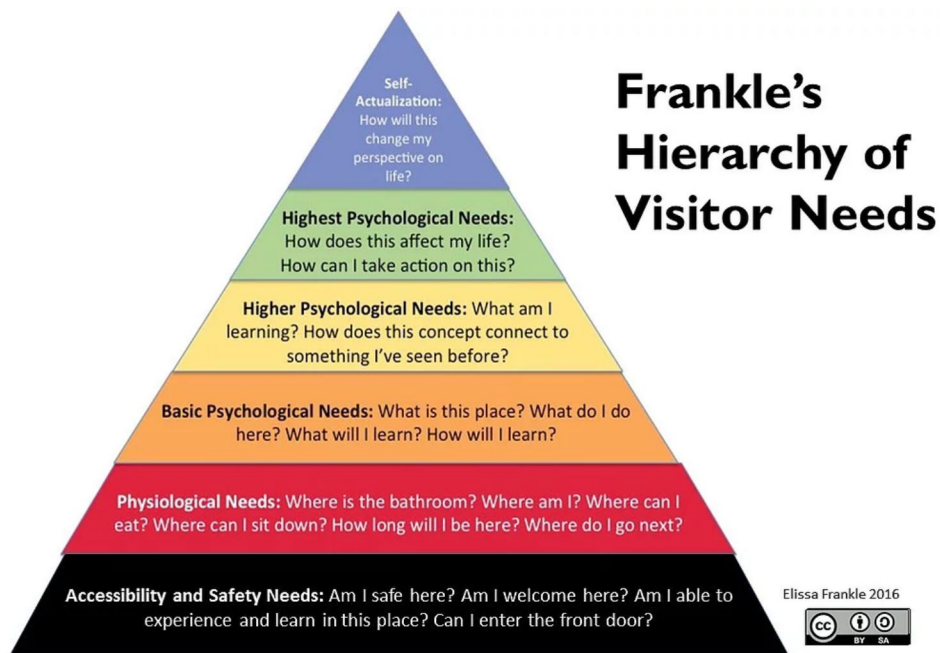 Frankle's
Hierarchy of
Visitor Needs
Self-
Actualization:
How will this
change my
perspective on
life?
Highest Psychological Needs:
How does this affect my life?
How can I take action on this?
Higher Psychological Needs: What am I
learning? How does this concept connect to
something I've seen before?
Basic Psychological Needs: What is this place? What do I do
here? What will I learn? How will I learn?
Physiological Needs: Where is the bathroom? Where am I? Where can I
eat? Where can I sit down? How long will I be here? Where do I go next?
Accessibility and Safety Needs: Am I safe here? Am I welcome here? Am I able to
experience and learn in this place? Can I enter the front door?
Elissa Frankle 2016
cc
BY SA